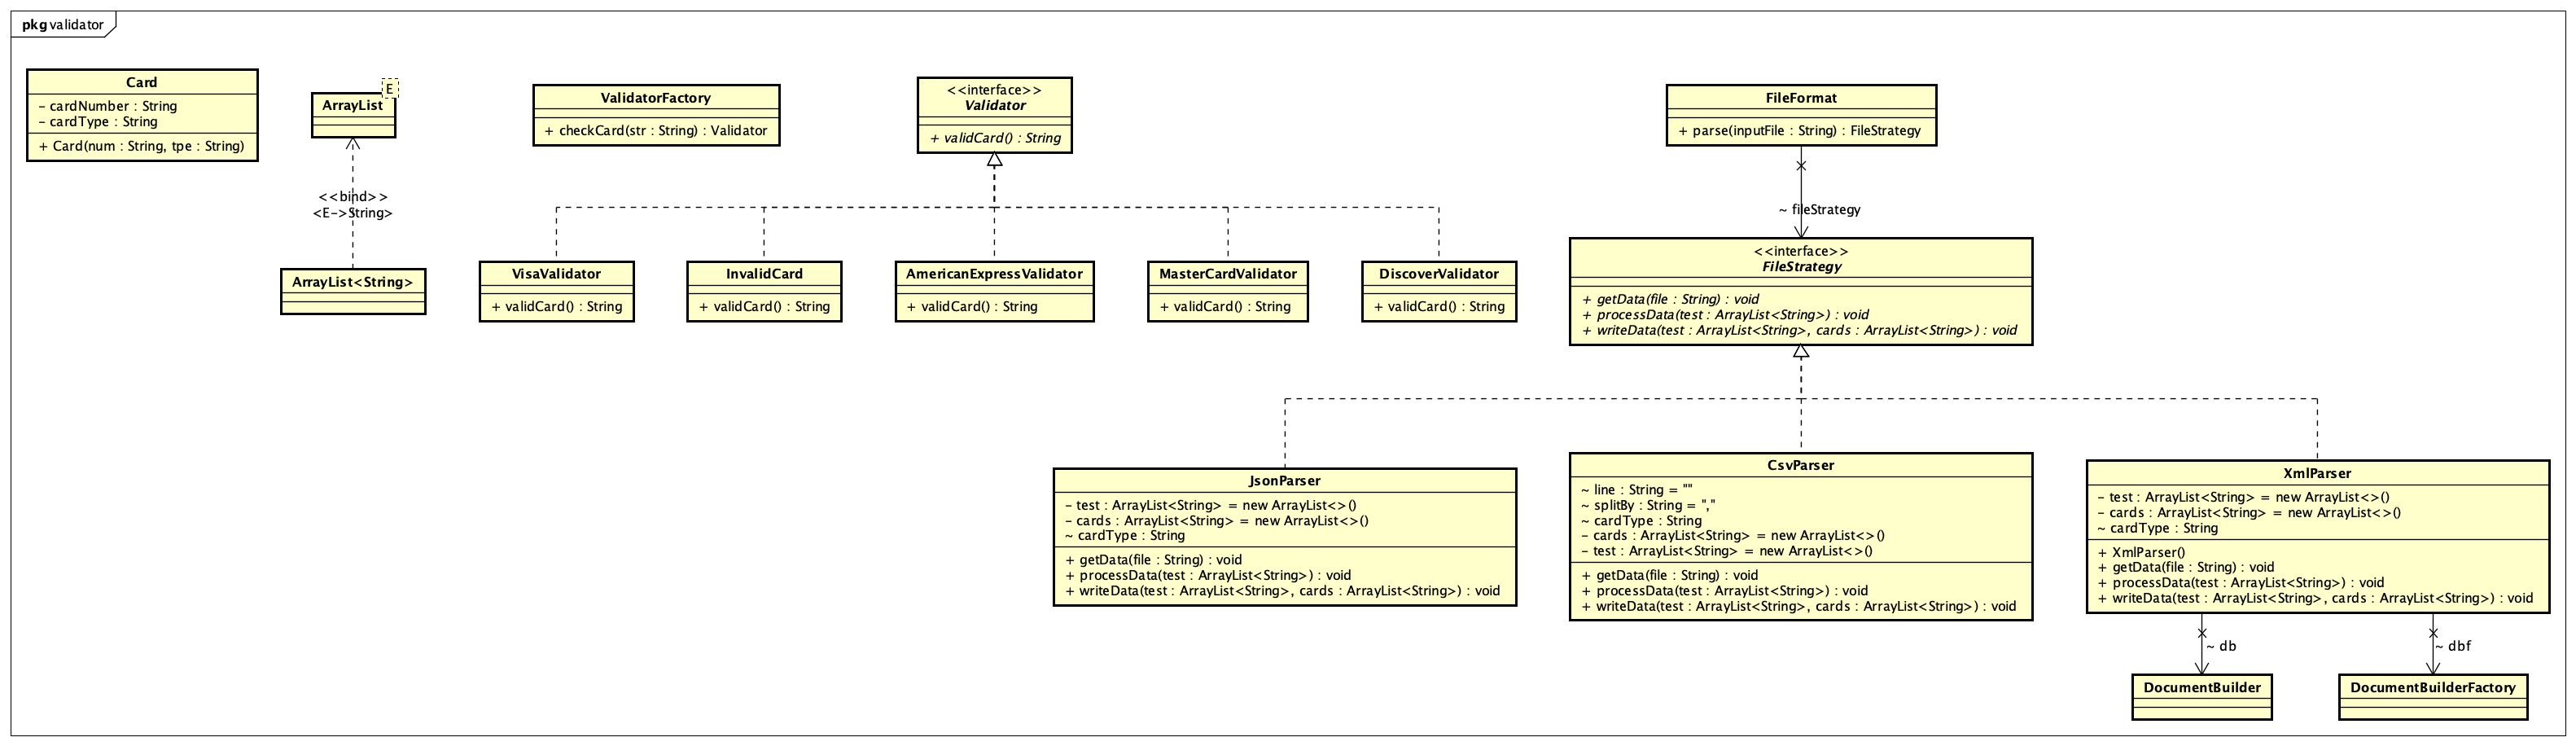 pkg validator
Card
– cardNumber : String
– cardType : String
+ Card(num : String, tpe : String)
E
ArrayList
<<bind>>
<E->String>
ArrayList<String>
ValidatorFactory
+ checkCard(str : String) : Validator
<<interface>>
Validator
+ validCard() : String
VisaValidator
+ validCard() : String
InvalidCard
+ validCard() : String
AmericanExpressValidator
+ validCard() : String
MasterCardValidator
+ validCard() : String
DiscoverValidator
+ validCard() : String
FileFormat
+ parse(inputFile : String) : FileStrategy
~ fileStrategy
<<interface>>
FileStrategy
+ getData(file : String) : void
+ processData(test : ArrayList<String>) : void
+ writeData(test : ArrayList<String>, cards : ArrayList<String>) : void
JsonParser
– test : ArrayList<String> = new ArrayList<>()
– cards : ArrayList<String> = new ArrayList<>()
~ cardType : String
+ getData(file : String) : void
+ processData(test : ArrayList<String>) : void
+ writeData(test : ArrayList<String>, cards : ArrayList<String>) : void
CsvParser
~ line : String = ""
~ splitBy : String = ","
~ cardType : String
– cards : ArrayList<String> = new ArrayList<>()
– test : ArrayList<String> = new ArrayList<>()
+ getData(file : String) : void
+ processData(test : ArrayList<String>) : void
+ writeData(test : ArrayList<String>, cards : ArrayList<String>) : void
XmlParser
– test : ArrayList<String> = new ArrayList<>()
– cards : ArrayList<String> = new ArrayList<>()
~ cardType : String
+ XmlParser()
+ getData(file : String) : void
+ processData(test : ArrayList<String>) : void
+ writeData(test : ArrayList<String>, cards : ArrayList<String>) : void
~ db
~ dbf
DocumentBuilder
DocumentBuilderFactory